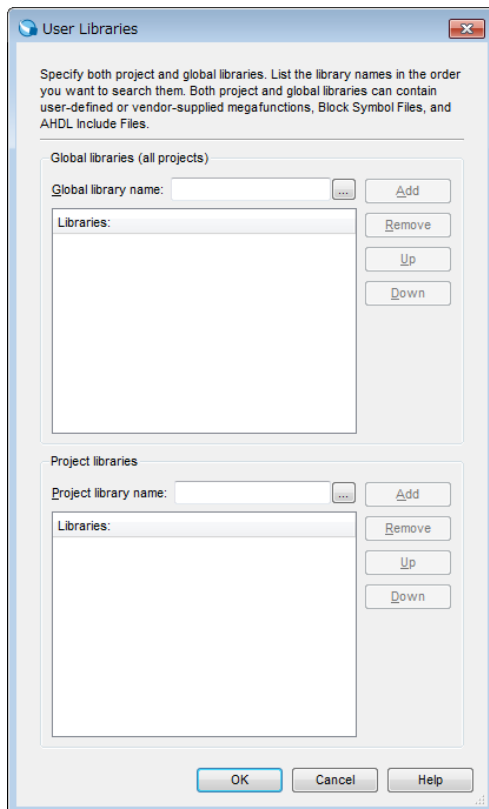 User Libraries
Specify both project and global libraries. List the library names in the order
you want to search them. Both project and global libraries can contain
user-defined or vendor-supplied megafunctions, Block Symbol Files, and
AHDL Include Files.
Global libraries (all projects)
Global library name: ... Add
Libraries: Remove
Up
Down
Project libraries
Project library name: ... Add
Libraries: Remove
Up
Down
OK Cancel Help